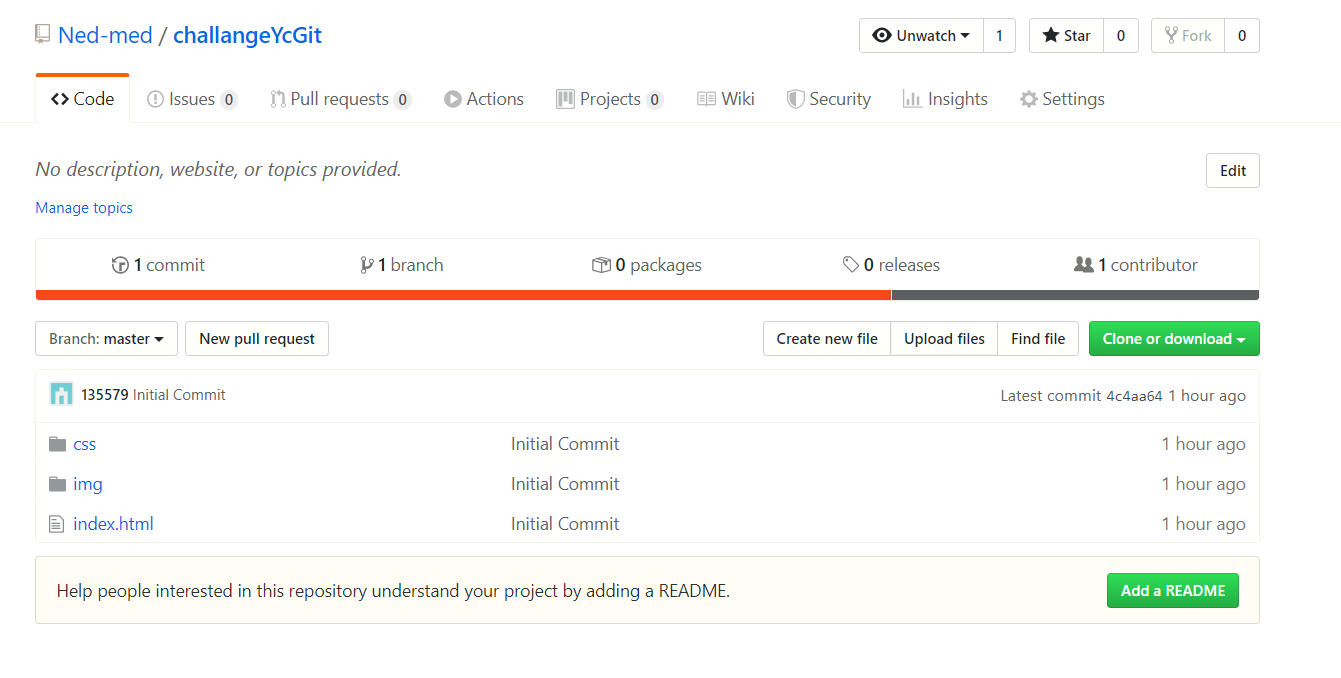 Ned-med / challangeYcGit
Unwatch 1 Star 0 Fork 0
Code Issues 0 Pull requests 0 Actions Projects 0 Wiki Security Insights Settings
No description, website, or topics provided.
Edit
Manage topics
1 commit 1 branch 0 packages 0 releases 1 contributor
Branch: master New pull request Create new file Upload files Find file Clone or download
135579 Initial Commit Latest commit 4c4aa64 1 hour ago
css Initial Commit 1 hour ago
img Initial Commit 1 hour ago
index.html Initial Commit 1 hour ago
Help people interested in this repository understand your project by adding a README. Add a README